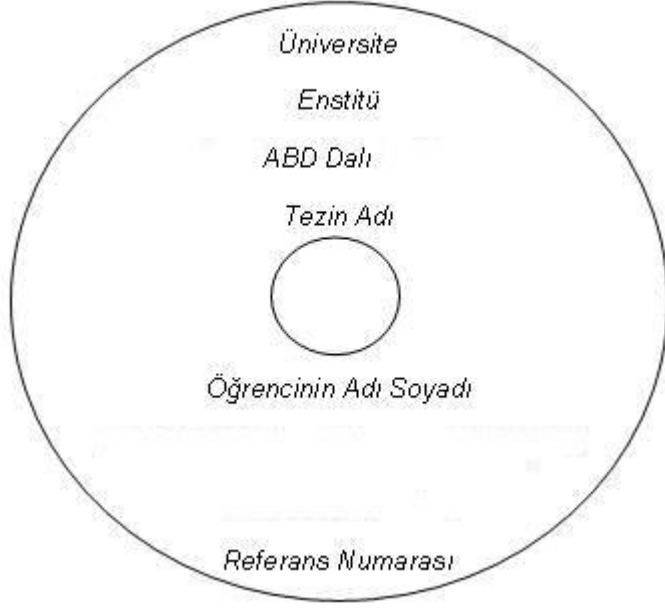 Üniversite
Enstitü
ABD Dalı
Tezin Adı
Öğrencinin Adı Soyadı
Referans Numarası